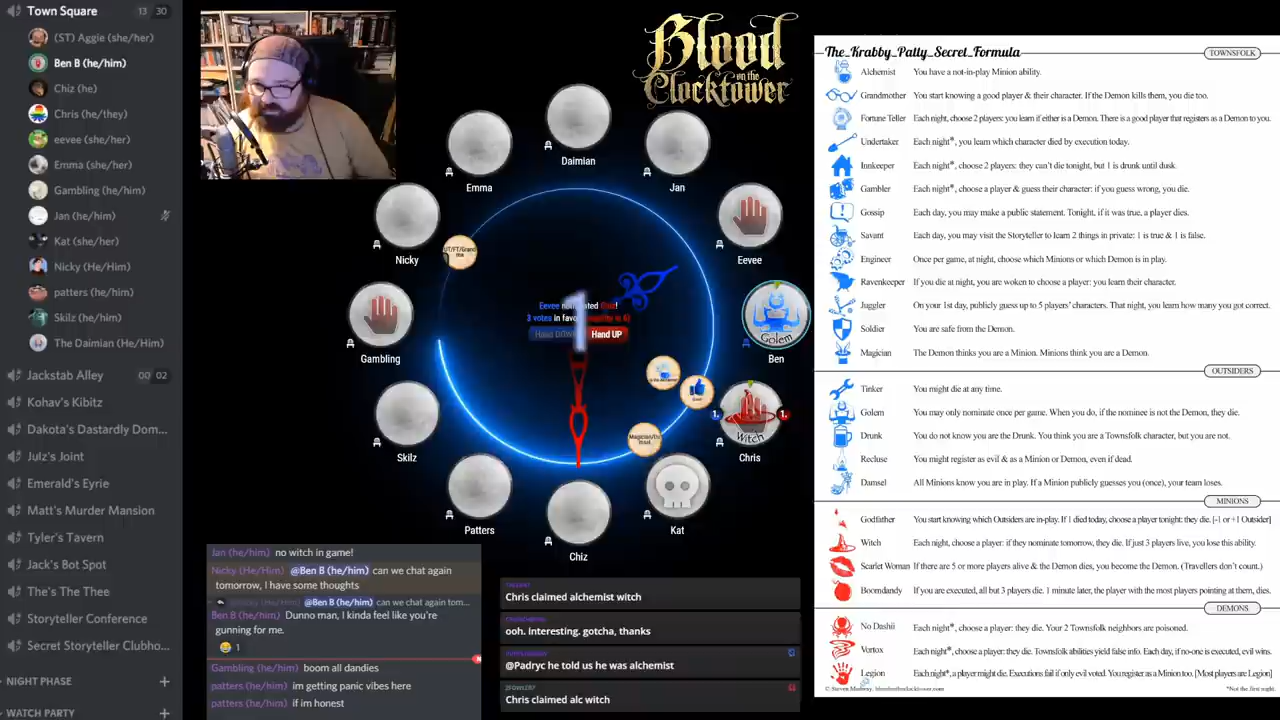 Town Square 13 30
(ST) Aggie (she/her)
Ben B (he/him)
Chiz (he)
Chris (he/they)
eevee (she/her)
Emma (she/her)
Gambling (he/him)
Jan (he/him)
Kat (she/her)
Nicky (He/Him)
patters (he/him)
Skilz (he/him)
The Daimian (He/Him)
Jackstab Alley 00 02
Kohav's Kibitz
Dakota's Dastardly Dom...
Julz's Joint
Emerald's Eyrie
Matt's Murder Mansion
Tyler's Tavern
Jack's Bot Spot
The's The Thee
Storyteller Conference
Secret Storyteller Clubho...
NIGHT PHASE
WATCH PARTY
Blood
on the
Clocktower
Daimian
Emma
Jan
Nicky
Eevee
Gambling
Golem
Ben
Skilz
Witch
Chris
Patters
Kat
Chiz
3 votes in
Hand UP
Jan (he/him) no witch in game!
Nicky (He/Him) @Ben B (he/him) can we chat again
tomorrow, I have some thoughts
@Ben B (he/him) can we chat again tom...
Ben B (he/him) Dunno man, I kinda feel like you're
gunning for me.
1
Gambling (he/him) boom all dandies
patters (he/him) im getting panic vibes here
patters (he/him) if im honest
Chris claimed alchemist witch
ooh. Interesting. gotcha, thanks
@Padryc he told us he was alchemist
Chris claimed alc witch
The_Krabby_Patty_Secret_Formula
TOWNSFOLK
Alchemist You have a not-in-play Minion ability.
Grandmother You start knowing a good player & their character. If the Demon kills them, you die too.
Fortune Teller Each night, choose 2 players: you learn if either is a Demon. There is a good player that registers as a Demon to you.
Undertaker Each night*, you learn which character died by execution today.
Innkeeper Each night*, choose 2 players: they can't die tonight, but 1 is drunk until dusk.
Gambler Each night*, choose a player & guess their character: if you guess wrong, you die.
Gossip Each day, you may make a public statement. Tonight, if it was true, a player dies.
Savant Each day, you may visit the Storyteller to learn 2 things in private: 1 is true & 1 is false.
Engineer Once per game, at night, choose which Minions or which Demon is in play.
Ravenkeeper If you die at night, you are woken to choose a player: you learn their character.
Juggler On your 1st day, publicly guess up to 5 players' characters. That night, you learn how many you got correct.
Soldier You are safe from the Demon.
Magician The Demon thinks you are a Minion. Minions think you are a Demon.
OUTSIDERS
Tinker You might die at any time.
Golem You may only nominate once per game. When you do, if the nominee is not the Demon, they die.
Drunk You do not know you are the Drunk. You think you are a Townsfolk character, but you are not.
Recluse You might register as evil & as a Minion or Demon, even if dead.
Damsel All Minions know you are in play. If a Minion publicly guesses you (once), your team loses.
MINIONS
Godfather You start knowing which Outsiders are in-play. If 1 died today, choose a player tonight: they die. [-1 or +1 Outsider]
Witch Each night, choose a player: if they nominate tomorrow, they die. If just 3 players live, you lose this ability.
Scarlet Woman If there are 5 or more players alive & the Demon dies, you become the Demon. (Travellers don't count.)
Boomdandy If you are executed, all but 3 players die. 1 minute later, the player with the most players pointing at them, dies.
DEMONS
No Dashii Each night*, choose a player: they die. Your 2 Townsfolk neighbors are poisoned.
Vortox Each night*, choose a player: they die. Townsfolk abilities yield false info. Each day, if no-one is executed, evil wins.
Legion Each night*, a player might die. Executions fail if only evil voted. You register as a Minion too. [Most players are Legion]
*Not the first night.